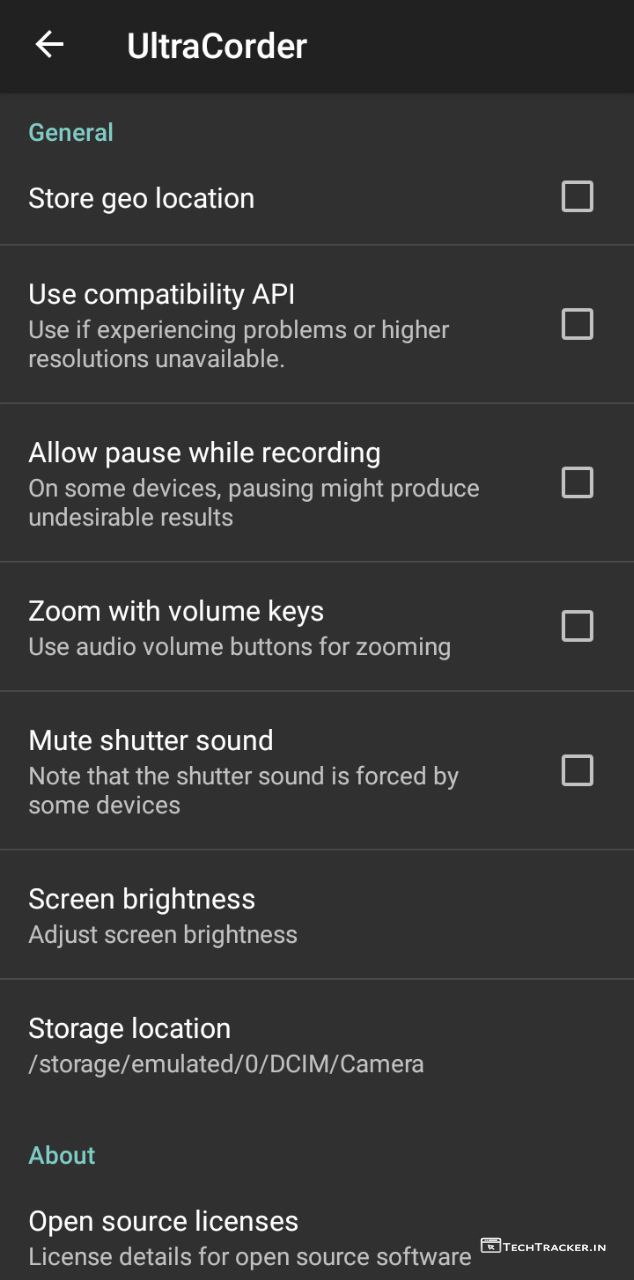 UltraCorder
General
Store geo location
Use compatibility API
Use if experiencing problems or higher
resolutions unavailable.
Allow pause while recording
On some devices, pausing might produce
undesirable results
Zoom with volume keys
Use audio volume buttons for zooming
Mute shutter sound
Note that the shutter sound is forced by
some devices
Screen brightness
Adjust screen brightness
Storage location
/storage/emulated/0/DCIM/Camera
About
Open source licenses
License details for open source software
TECHTRACKER.IN